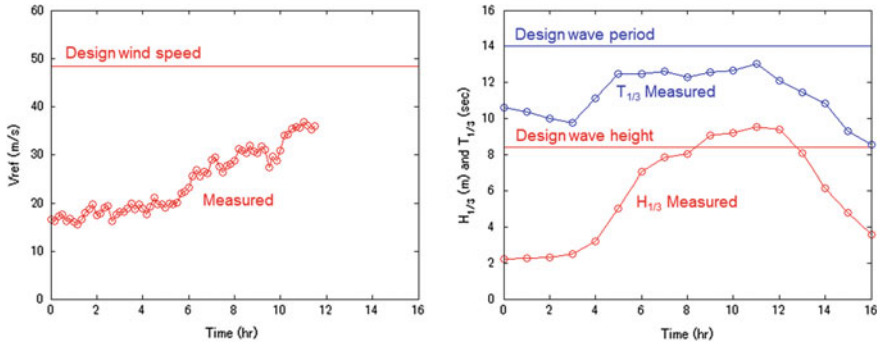 60
50
40
30
20
10
0
Vref (m/s)
Design wind speed
Measured
0 2 4 6 8 10 12 14 16
Time (hr)
16
14
12
10
8
6
4
2
0
H1/3 (m) and T1/3 (sec)
Design wave period
T1/3 Measured
Design wave height
H1/3 Measured
0 2 4 6 8 10 12 14 16
Time (hr)